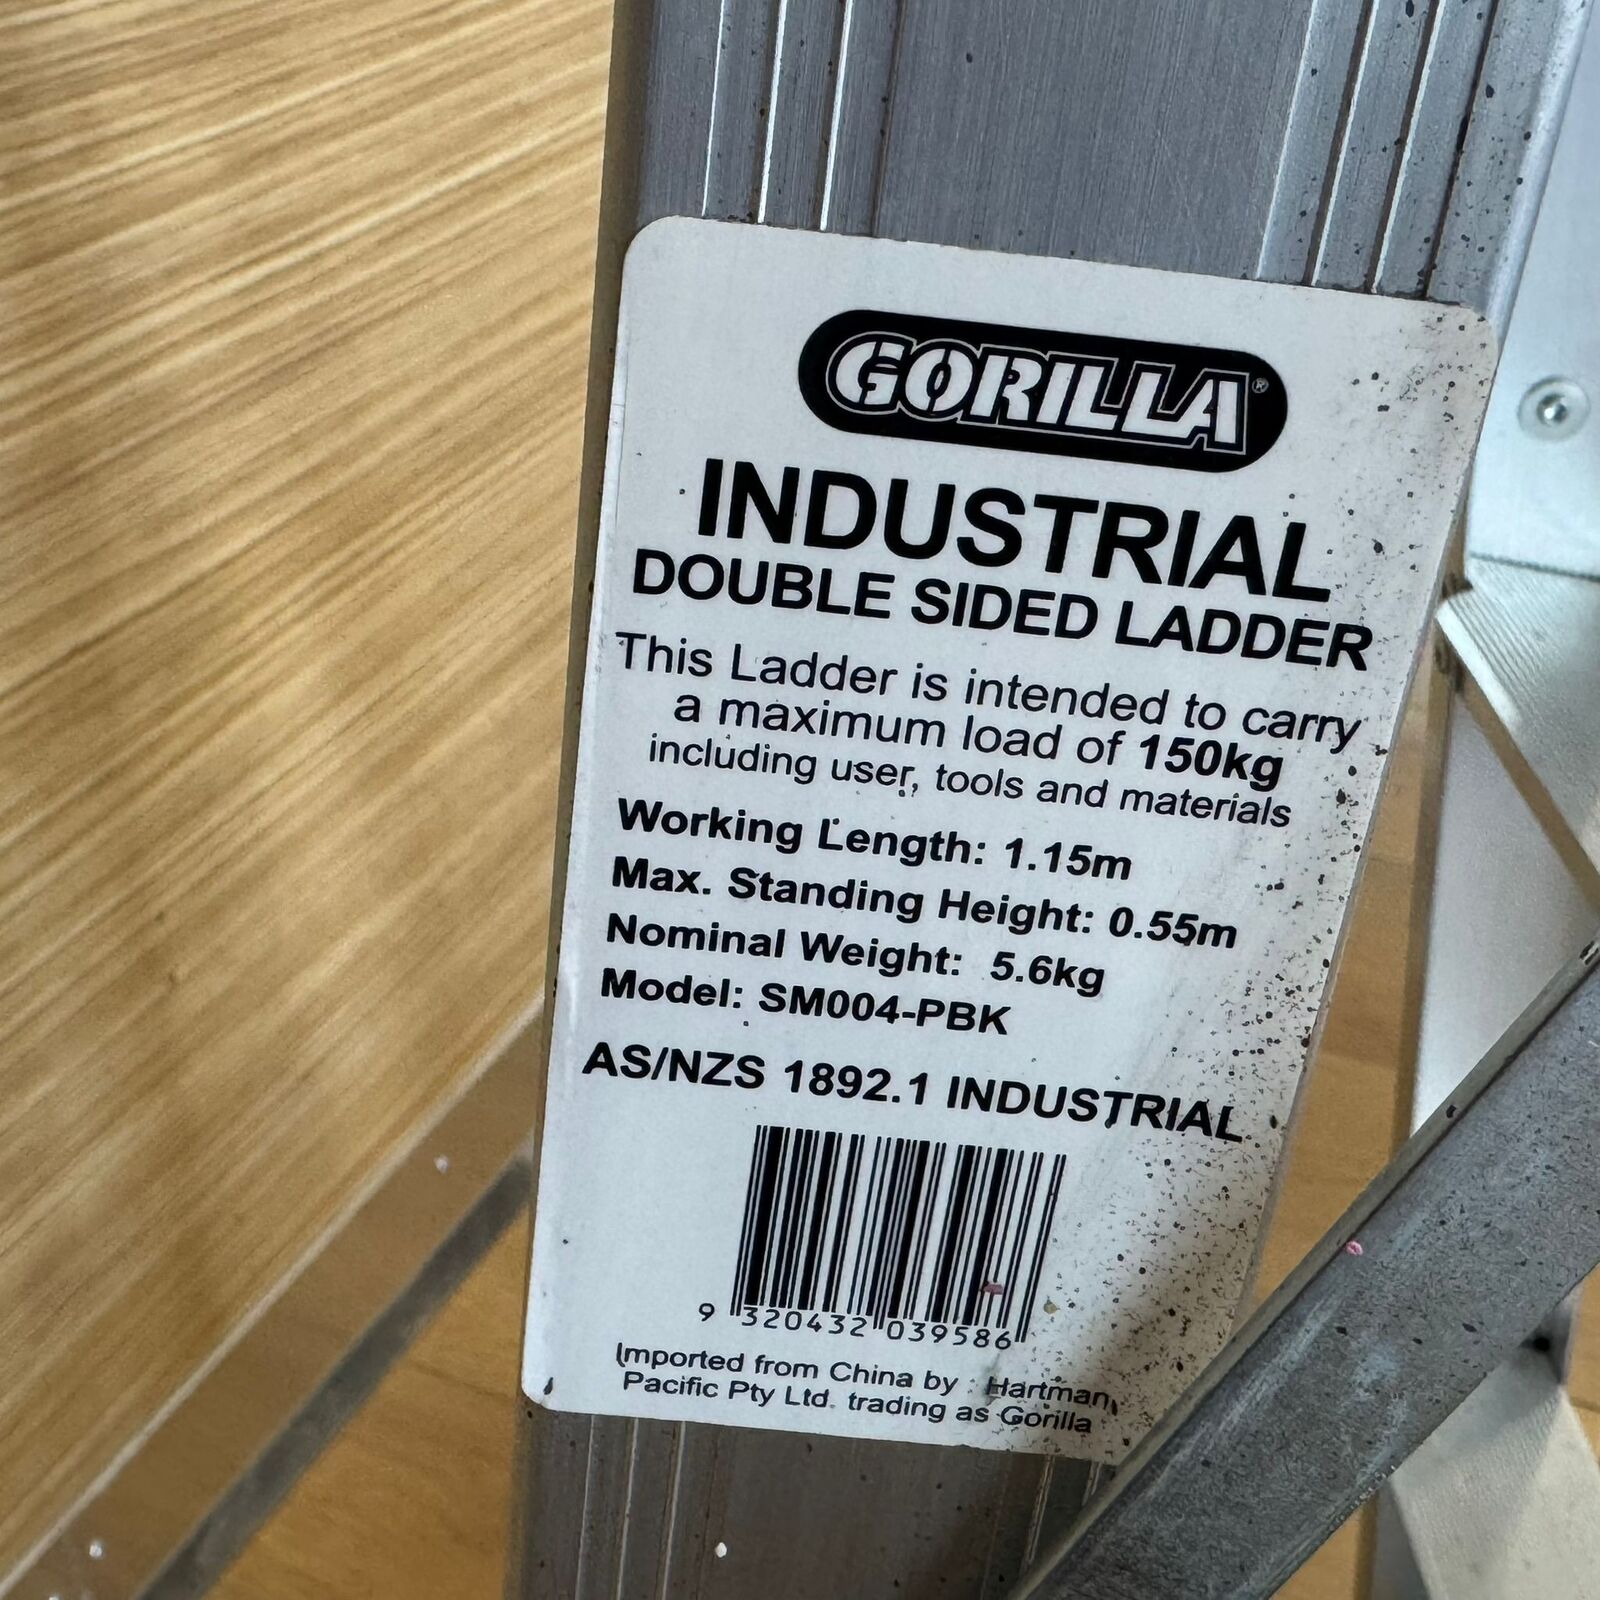 GORILLA®
INDUSTRIAL
DOUBLE SIDED LADDER
This Ladder is intended to carry
a maximum load of 150kg
including user, tools and materials
Working Length: 1.15m
Max. Standing Height: 0.55m
Nominal Weight: 5.6kg
Model: SM004-PBK
AS/NZS 1892.1 INDUSTRIAL
9 320432 039586
Imported from China by : Hartman
Pacific Pty Ltd. trading as Gorilla